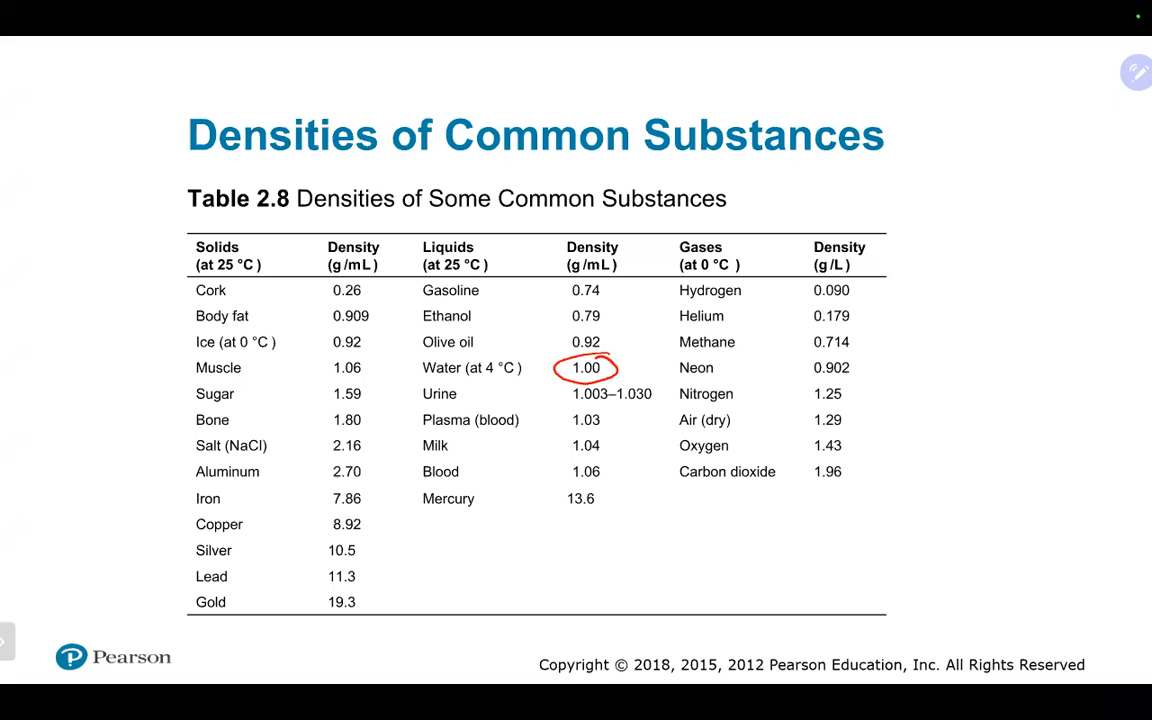 Densities of Common Substances
Table 2.8 Densities of Some Common Substances
Solids Density Liquids Density Gases Density
(at 25 °C ) (g /mL ) (at 25 °C ) (g /mL ) (at 0 °C ) (g /L )
Cork 0.26 Gasoline 0.74 Hydrogen 0.090
Body fat 0.909 Ethanol 0.79 Helium 0.179
Ice (at 0 °C ) 0.92 Olive oil 0.92 Methane 0.714
Muscle 1.06 Water (at 4 °C ) 1.00 Neon 0.902
Sugar 1.59 Urine 1.003–1.030 Nitrogen 1.25
Bone 1.80 Plasma (blood) 1.03 Air (dry) 1.29
Salt (NaCl) 2.16 Milk 1.04 Oxygen 1.43
Aluminum 2.70 Blood 1.06 Carbon dioxide 1.96
Iron 7.86 Mercury 13.6
Copper 8.92
Silver 10.5
Lead 11.3
Gold 19.3
Pearson
Copyright © 2018, 2015, 2012 Pearson Education, Inc. All Rights Reserved